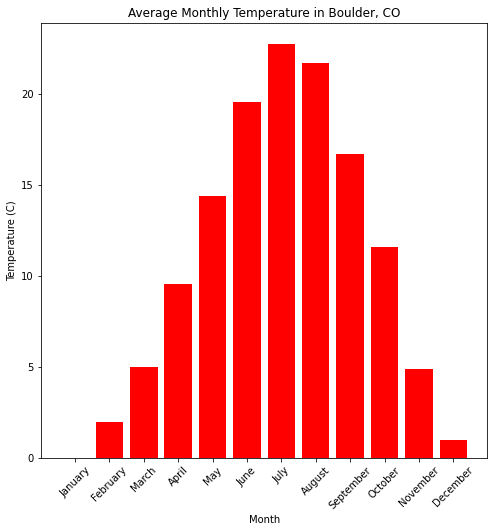 Average Monthly Temperature in Boulder, CO
Temperature (C)
20
15
10
5
0
January
February
March
April
May
June
July
August
September
October
November
December
Month